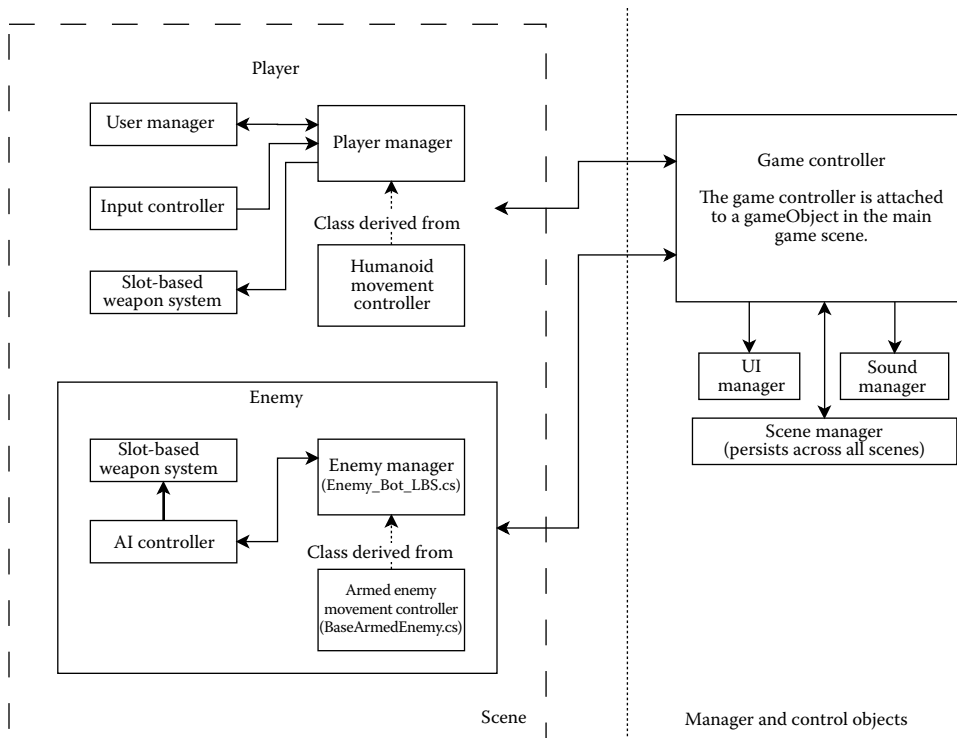 Player
User manager
Player manager
Input controller
Class derived from
Slot-based
weapon system
Humanoid
movement
controller
Enemy
Slot-based
weapon system
Enemy manager
(Enemy_Bot_LBS.cs)
AI controller
Class derived from
Armed enemy
movement controller
(BaseArmedEnemy.cs)
Scene
Game controller
The game controller is attached
to a gameObject in the main
game scene.
UI
manager
Sound
manager
Scene manager
(persists across all scenes)
Manager and control objects